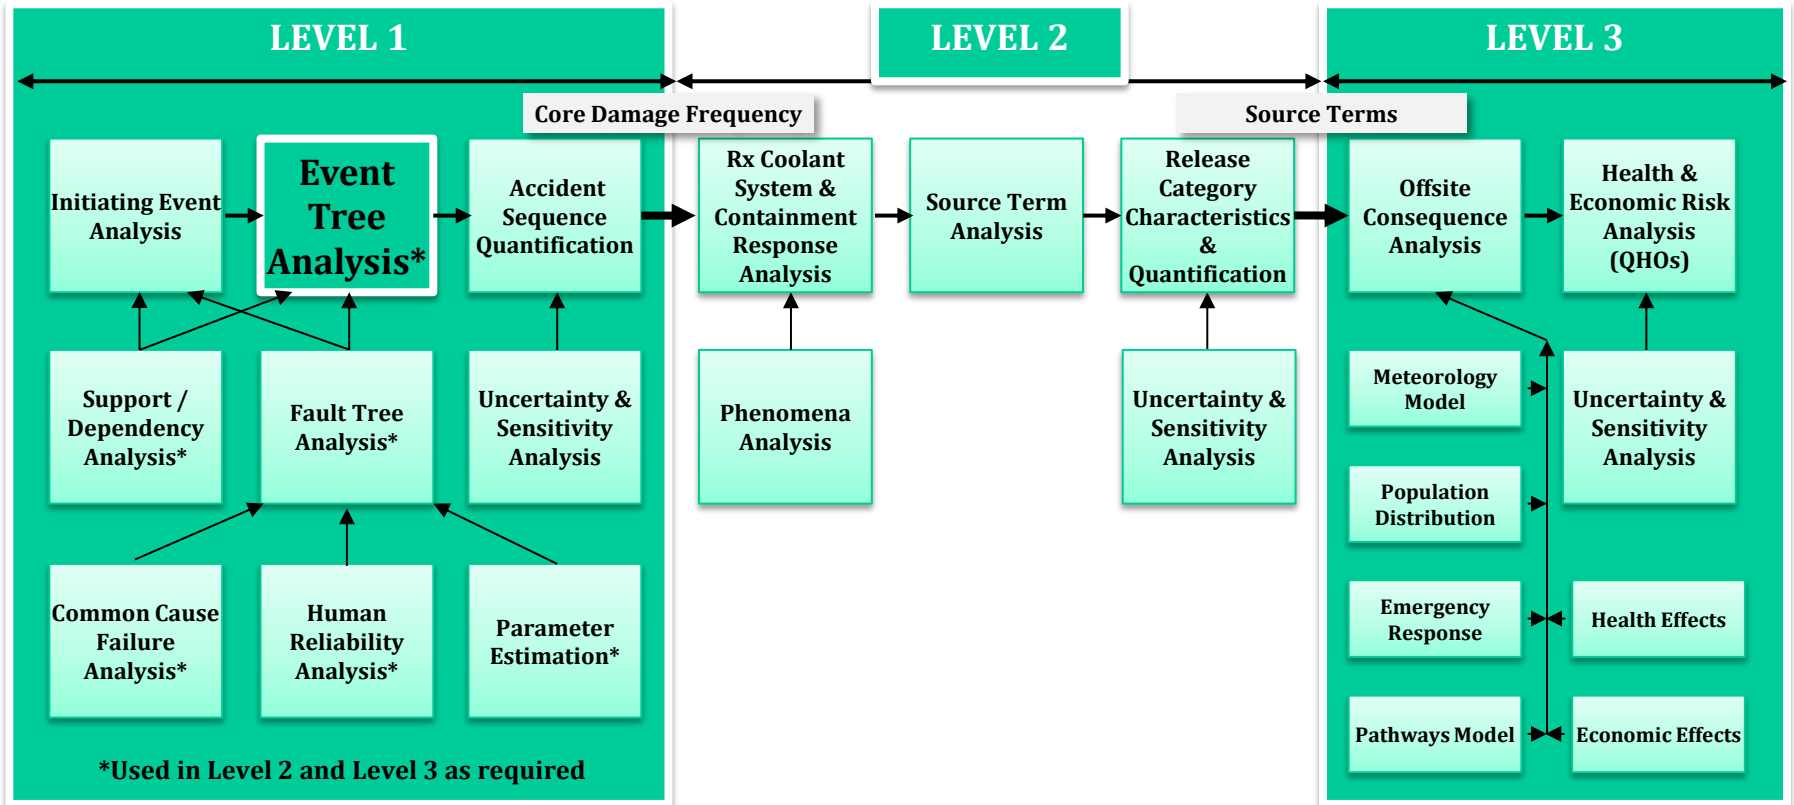 LEVEL 1
LEVEL 2
LEVEL 3
Core Damage Frequency
Source Terms
Initiating Event
Analysis
Event
Tree
Analysis*
Accident
Sequence
Quantification
Rx Coolant
System &
Containment
Response
Analysis
Source Term
Analysis
Release
Category
Characteristics
&
Quantification
Offsite
Consequence
Analysis
Health &
Economic Risk
Analysis
(QHOs)
Support /
Dependency
Analysis*
Fault Tree
Analysis*
Uncertainty &
Sensitivity
Analysis
Phenomena
Analysis
Uncertainty &
Sensitivity
Analysis
Meteorology
Model
Uncertainty &
Sensitivity
Analysis
Population
Distribution
Common Cause
Failure
Analysis*
Human
Reliability
Analysis*
Parameter
Estimation*
Emergency
Response
Health Effects
Pathways Model
Economic Effects
*Used in Level 2 and Level 3 as required